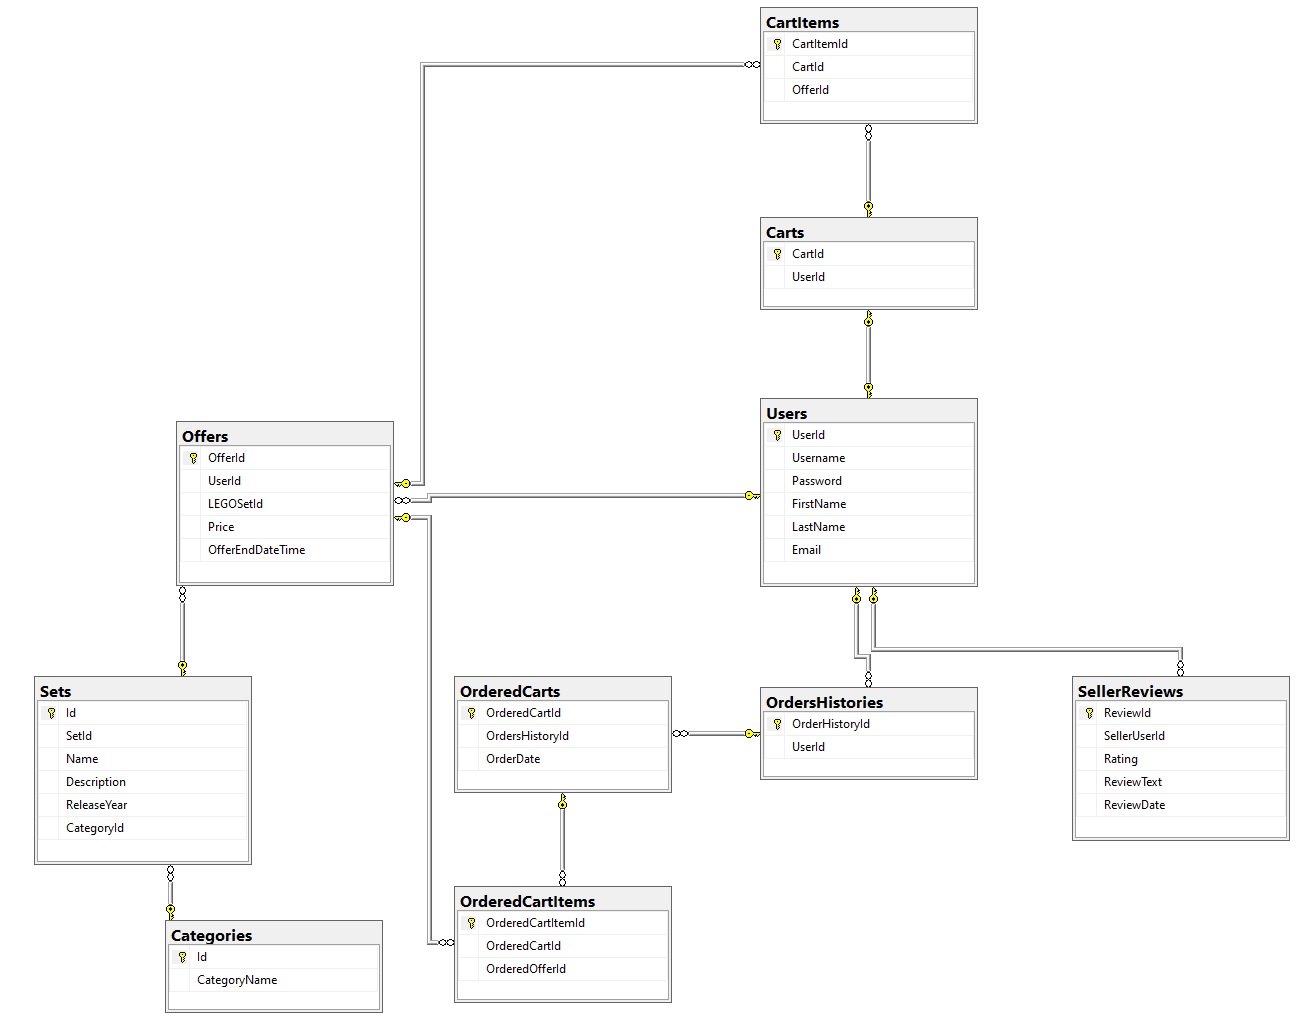 CartItems
CartItemId
CartId
OfferId
Carts
CartId
UserId
Users
UserId
Username
Password
FirstName
LastName
Email
Offers
OfferId
UserId
LEGOSetId
Price
OfferEndDateTime
Sets
Id
SetId
Name
Description
ReleaseYear
CategoryId
OrderedCarts
OrderedCartId
OrdersHistoryId
OrderDate
OrdersHistories
OrderHistoryId
UserId
SellerReviews
ReviewId
SellerUserId
Rating
ReviewText
ReviewDate
OrderedCartItems
OrderedCartItemId
OrderedCartId
OrderedOfferId
Categories
Id
CategoryName